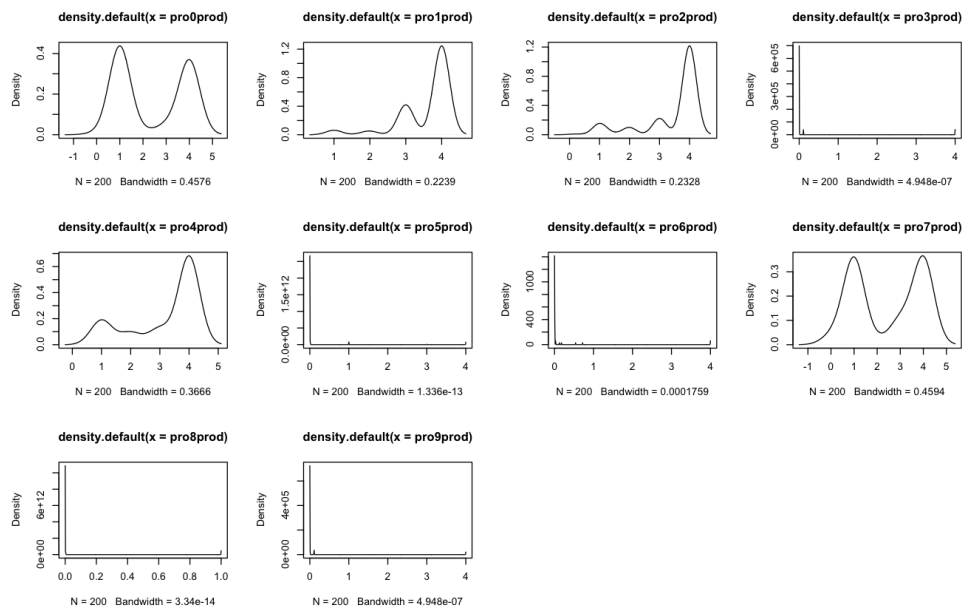 density.default(x = pro0prod)
density.default(x = pro1prod)
density.default(x = pro2prod)
density.default(x = pro3prod)
Density
0.0 0.2 0.4
-1 0 1 2 3 4 5
N = 200 Bandwidth = 0.4576
Density
0.0 0.4 0.8 1.2
1 2 3 4
N = 200 Bandwidth = 0.2239
Density
0.0 0.4 0.8 1.2
0 1 2 3 4
N = 200 Bandwidth = 0.2328
Density
0e+00 3e+05 6e+05
0 1 2 3 4
N = 200 Bandwidth = 4.948e-07
density.default(x = pro4prod)
density.default(x = pro5prod)
density.default(x = pro6prod)
density.default(x = pro7prod)
Density
0.0 0.2 0.4 0.6
0 1 2 3 4 5
N = 200 Bandwidth = 0.3666
Density
0.0e+00 1.5e+12
0 1 2 3 4
N = 200 Bandwidth = 1.336e-13
Density
0 400 1000
0 1 2 3 4
N = 200 Bandwidth = 0.0001759
Density
0.0 0.1 0.2 0.3
-1 0 1 2 3 4 5
N = 200 Bandwidth = 0.4594
density.default(x = pro8prod)
density.default(x = pro9prod)
Density
0e+00 6e+12
0.0 0.2 0.4 0.6 0.8 1.0
N = 200 Bandwidth = 3.34e-14
Density
0e+00 4e+05
0 1 2 3 4
N = 200 Bandwidth = 4.948e-07